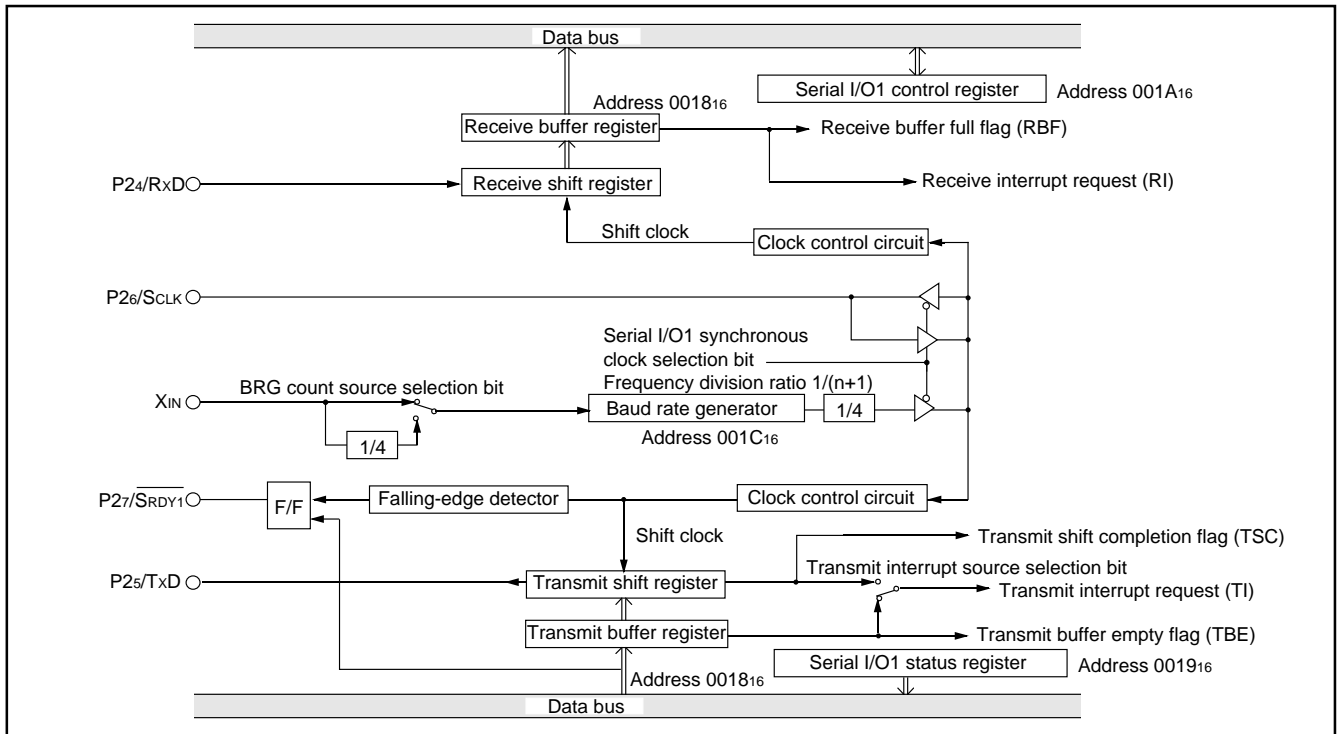 Data bus
Serial I/O1 control register
Address 001A16
Address 001816
Receive buffer register
Receive buffer full flag (RBF)
P24/RXD
Receive shift register
Receive interrupt request (RI)
Shift clock
Clock control circuit
P26/SCLK
Serial I/O1 synchronous
clock selection bit
BRG count source selection bit
Frequency division ratio 1/(n+1)
XIN
Baud rate generator
1/4
Address 001C16
1/4
P27/SRDY1
F/F
Falling-edge detector
Clock control circuit
Shift clock
Transmit shift completion flag (TSC)
P25/TXD
Transmit shift register
Transmit interrupt source selection bit
Transmit interrupt request (TI)
Transmit buffer register
Transmit buffer empty flag (TBE)
Address 001816
Serial I/O1 status register
Address 001916
Data bus